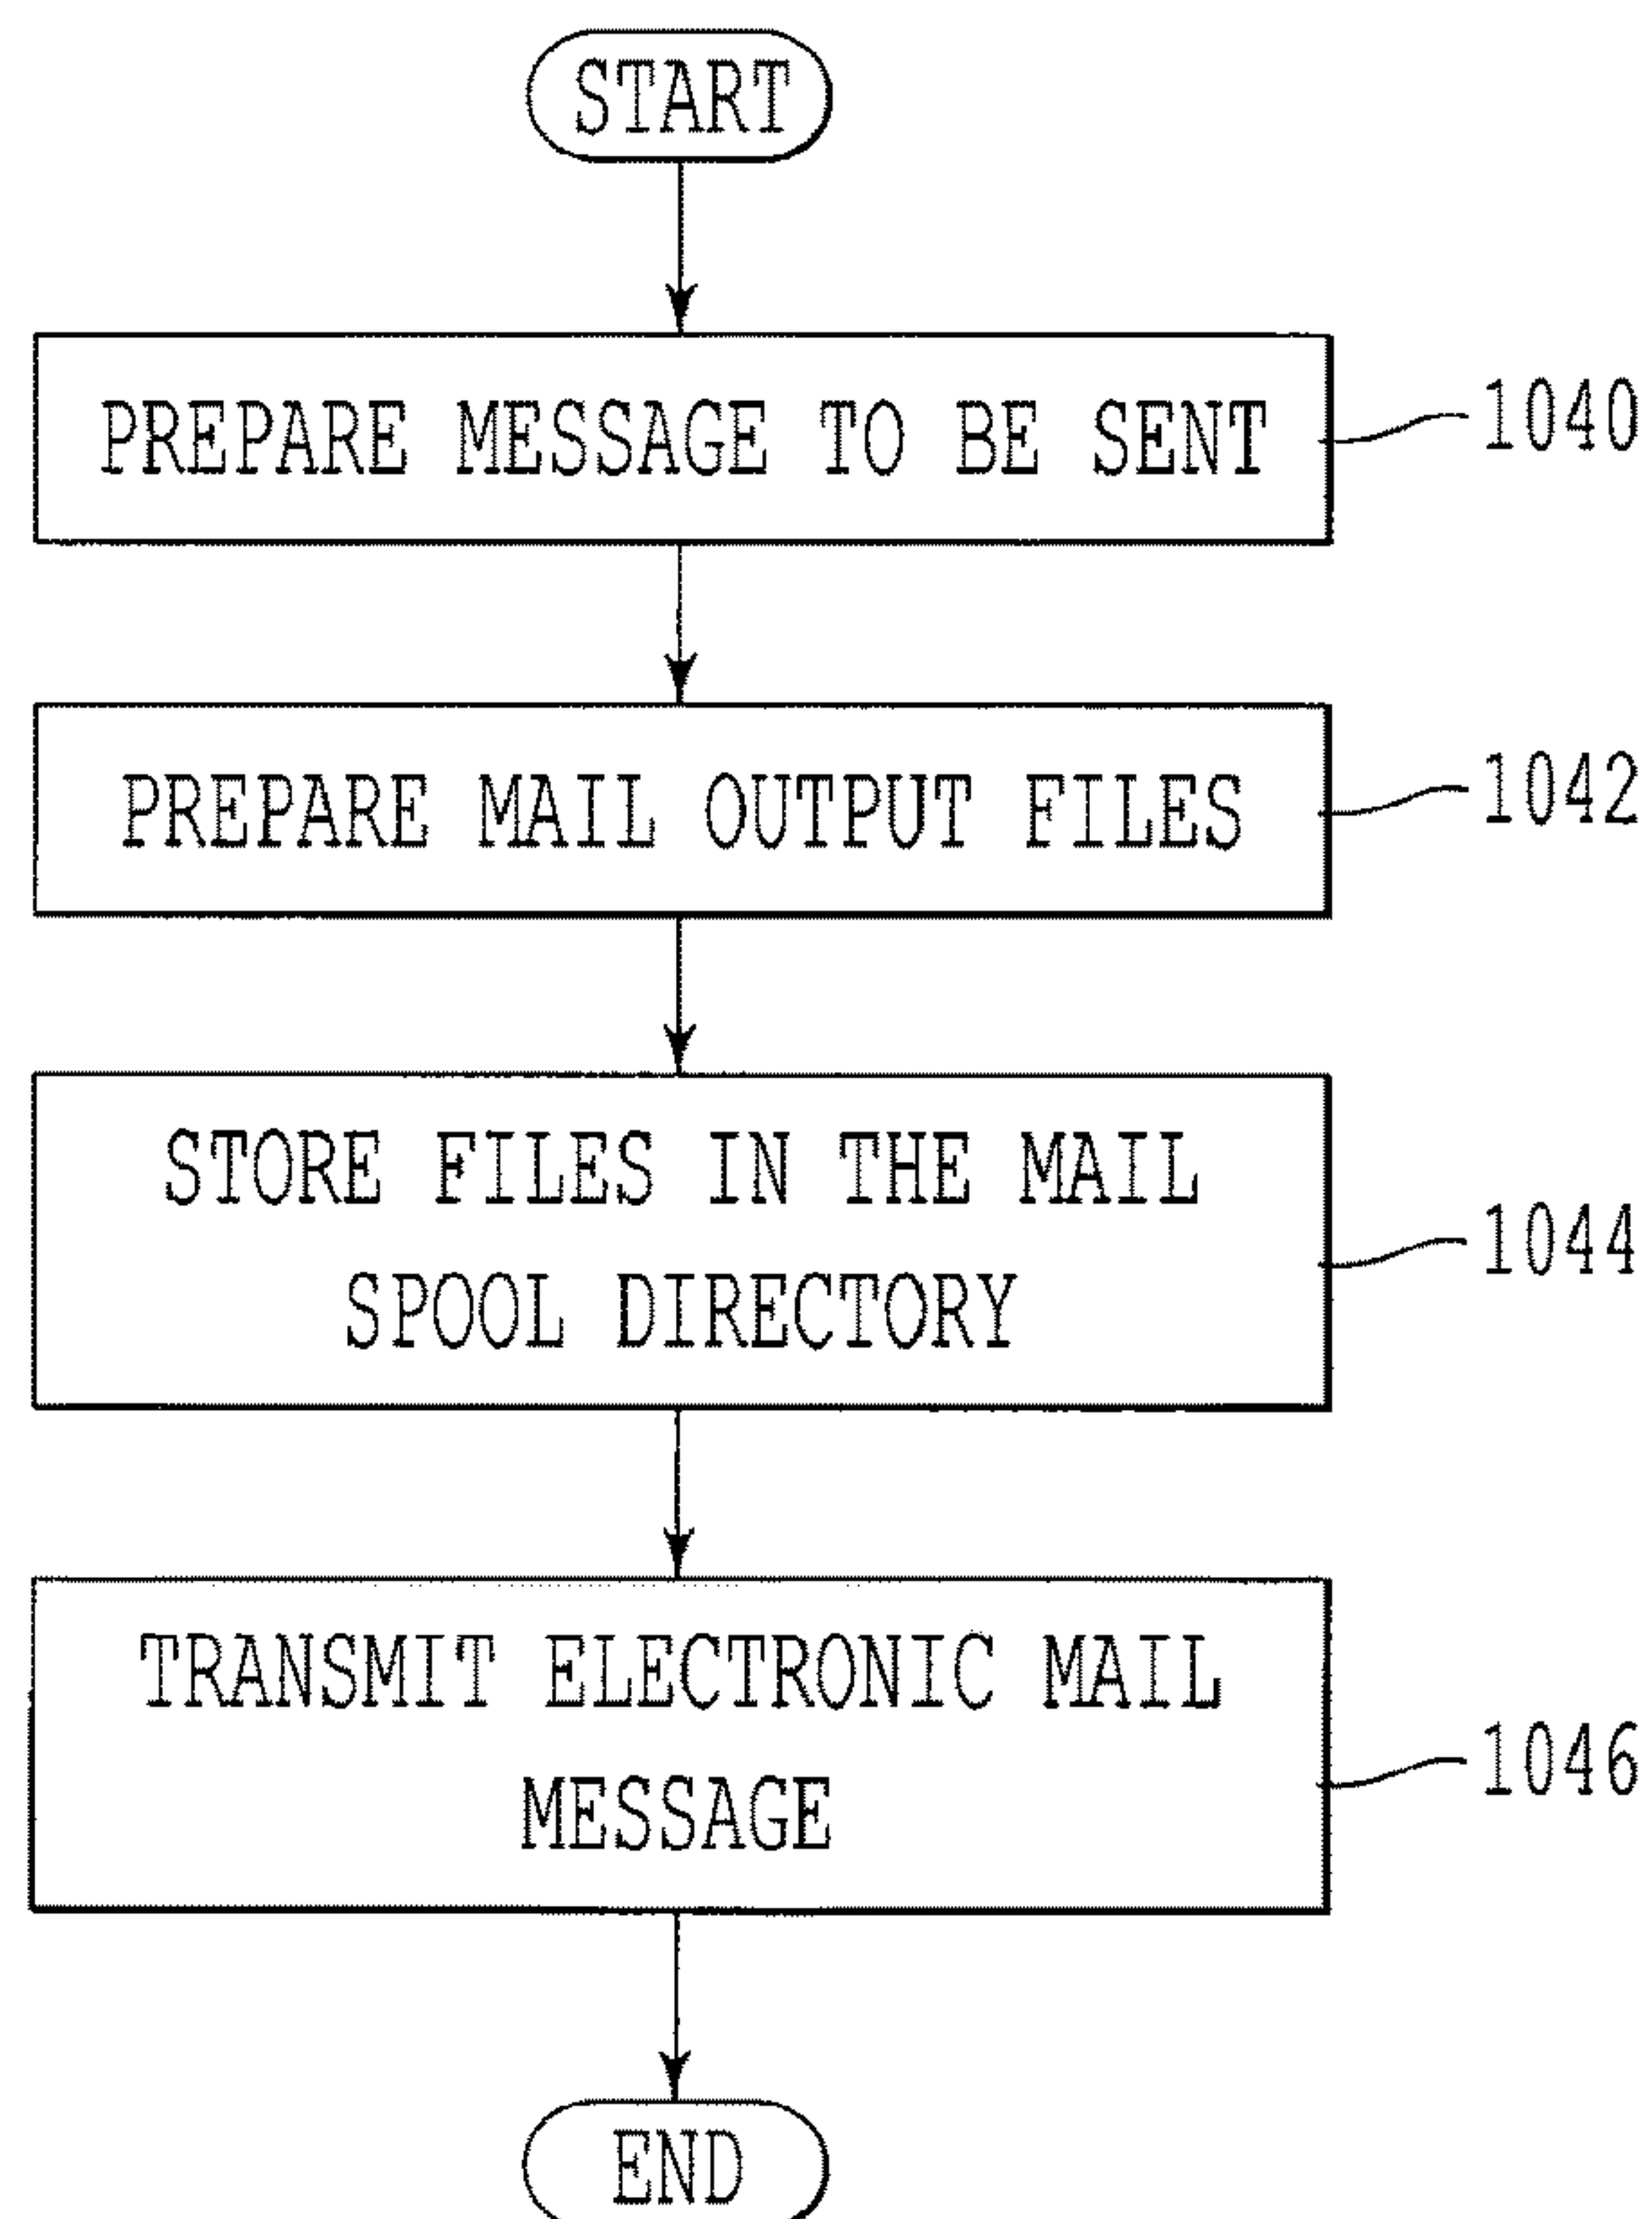 START
PREPARE MESSAGE TO BE SENT
1040
PREPARE MAIL OUTPUT FILES
1042
STORE FILES IN THE MAIL
SPOOL DIRECTORY
1044
TRANSMIT ELECTRONIC MAIL
MESSAGE
1046
END